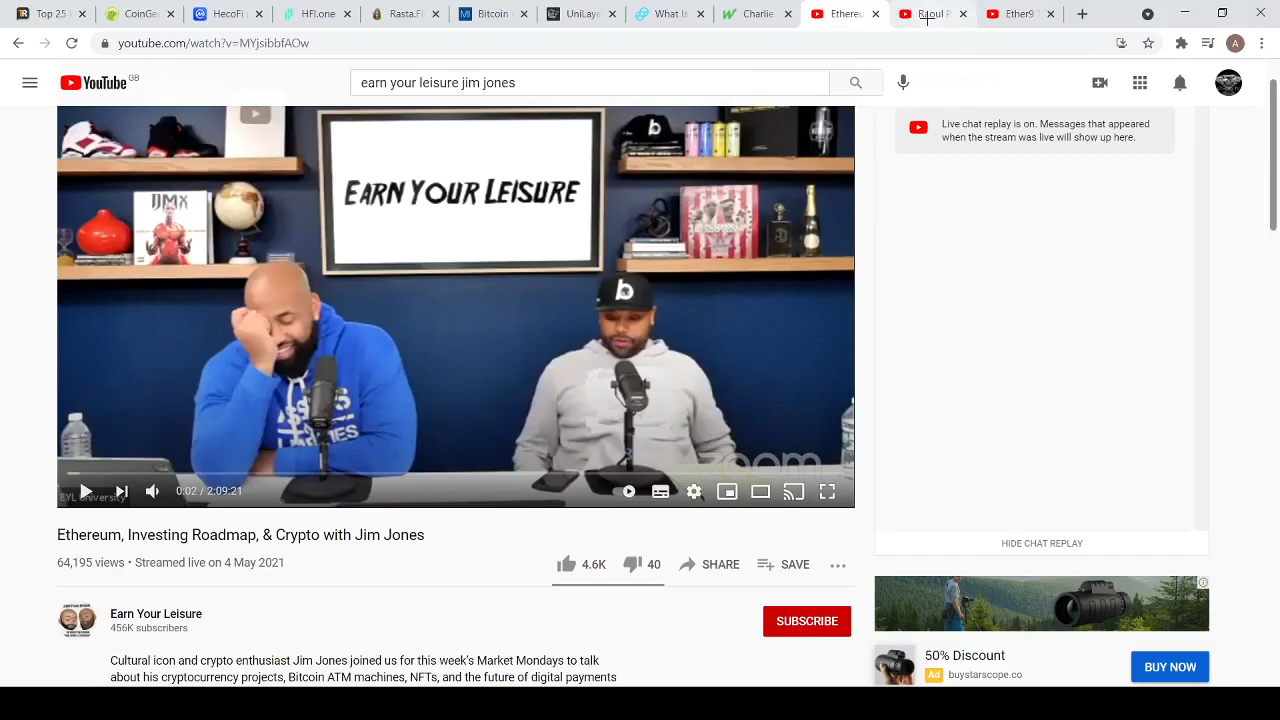 Top 25
CoinGe
HecoFi
HFI.one
Rasta.Fi
Bitcoin
UniLaye
What Is
Charlie
Ethereu
Raoul P
Ether9
youtube.com/watch?v=MYjsibbfAOw
A
YouTube GB
earn your leisure jim jones
Live chat replay is on. Messages that appeared
when the stream was live will show up here.
EARN YOUR LEISURE
DMX
b
b
zoom
0:02 / 2:09:21
EYL University
HIDE CHAT REPLAY
Ethereum, Investing Roadmap, & Crypto with Jim Jones
64,195 views • Streamed live on 4 May 2021
4.6K
40
SHARE
SAVE
Earn Your Leisure
456K subscribers
SUBSCRIBE
50% Discount
Ad buystarscope.co
BUY NOW
Cultural icon and crypto enthusiast Jim Jones joined us for this week's Market Mondays to talk
about his cryptocurrency projects, Bitcoin ATM machines, NFTs, and the future of digital payments